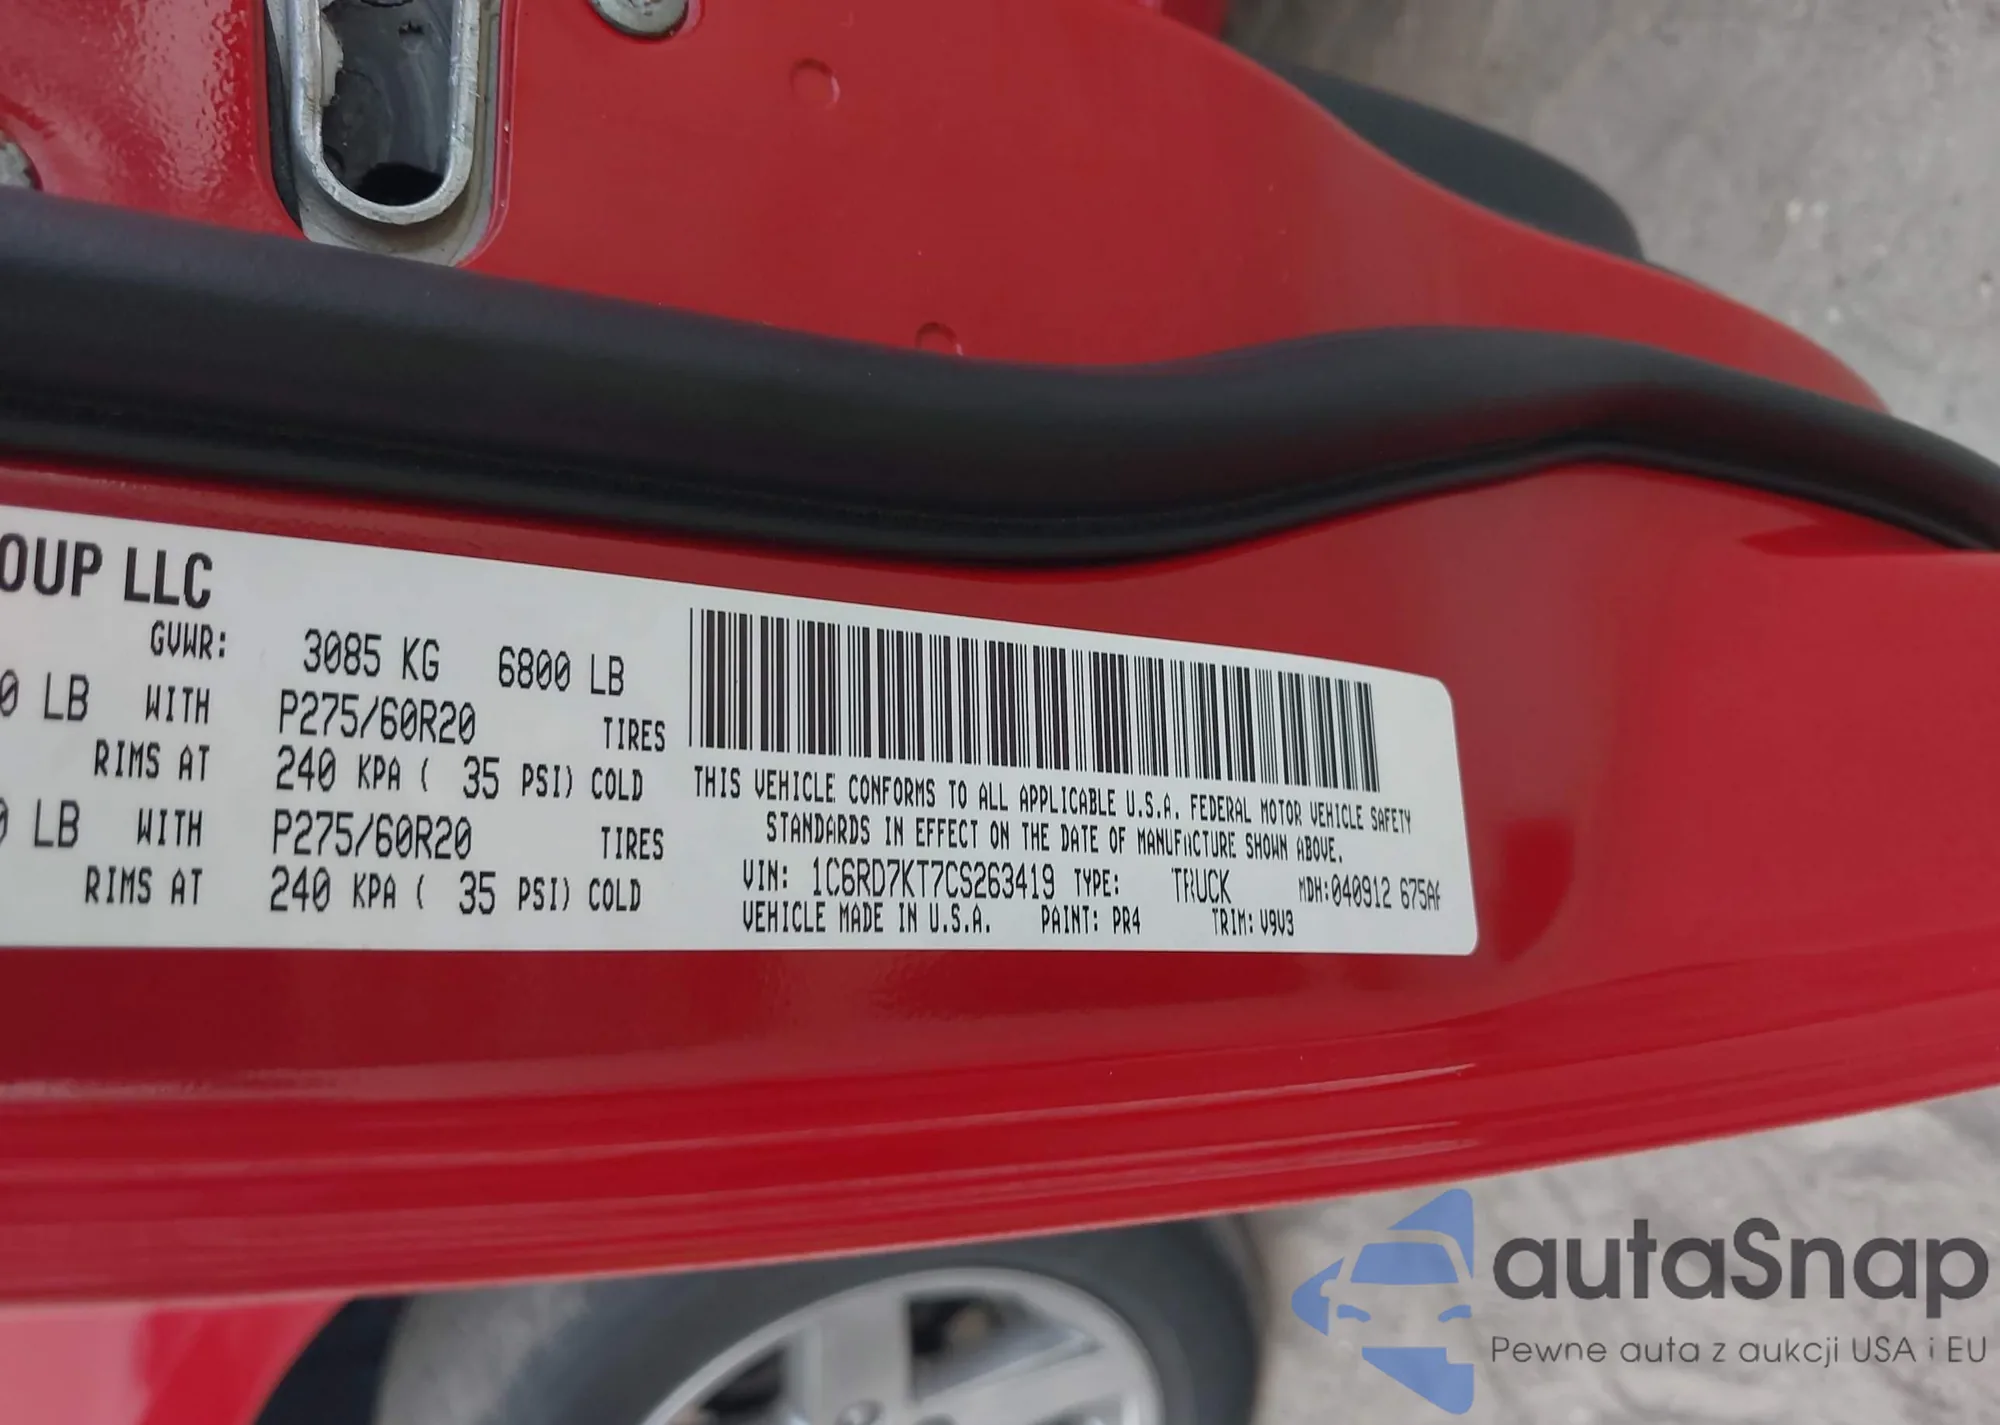 OUP LLC
GVWR: 3085 KG 6800 LB
0 LB WITH P275/60R20 TIRES
RIMS AT 240 KPA ( 35 PSI) COLD
0 LB WITH P275/60R20 TIRES
RIMS AT 240 KPA ( 35 PSI) COLD
THIS VEHICLE CONFORMS TO ALL APPLICABLE U.S.A. FEDERAL MOTOR VEHICLE SAFETY
STANDARDS IN EFFECT ON THE DATE OF MANUFACTURE SHOWN ABOVE.
VIN: 1C6RD7KT7CS263419 TYPE: TRUCK MDH:040912 675AA
VEHICLE MADE IN U.S.A. PAINT: PR4 TRIM: V9V3
autaSnap
Pewne auta z aukcji USA i EU